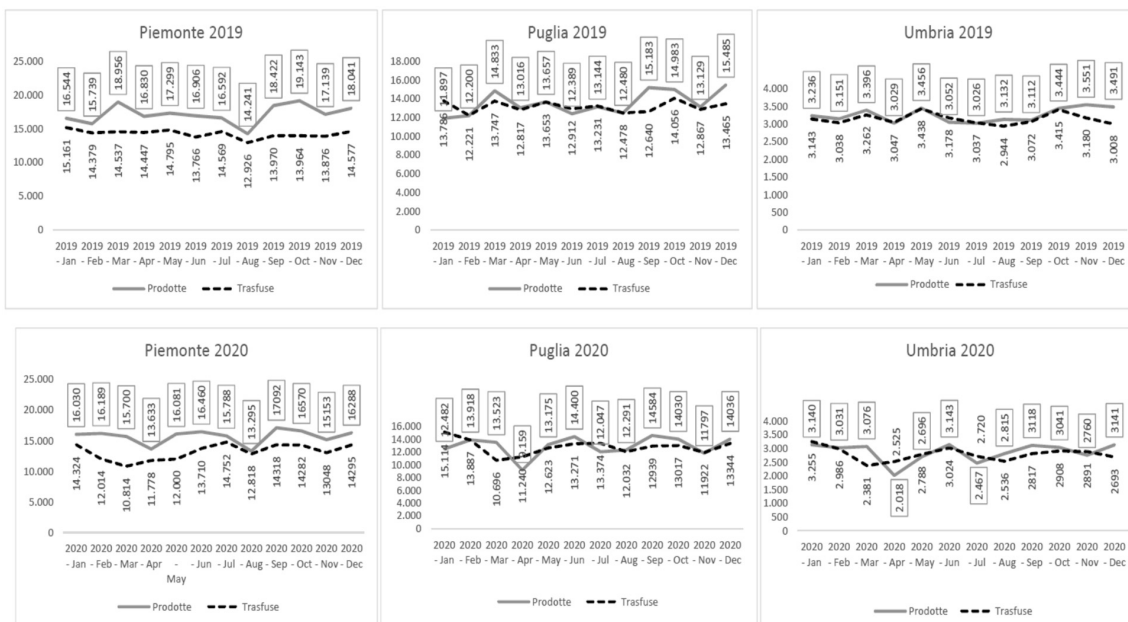 Piemonte 2019
16.544 15.739 18.956 16.830 17.299 16.906 16.592 14.241 18.422 19.143 17.139 18.041
25.000
20.000
15.000
10.000
5.000
0
15.161 14.379 14.537 14.447 14.795 13.766 14.569 12.926 13.970 13.964 13.876 14.577
2019 2019 2019 2019 2019 2019 2019 2019 2019 2019 2019 2019
- Jan - Feb - Mar - Apr - May - Jun - Jul - Aug - Sep - Oct - Nov - Dec
Prodotte Trasfuse
Puglia 2019
11.897 12.200 14.833 13.016 13.657 12.389 13.144 12.480 15.183 14.983 13.129 15.485
18.000
16.000
14.000
12.000
10.000
8.000
6.000
4.000
2.000
0
12.221 13.747 12.817 13.653 12.912 13.231 12.478 12.640 14.056 12.867 13.465
2019 2019 2019 2019 2019 2019 2019 2019 2019 2019 2019 2019
- Jan - Feb - Mar - Apr - May - Jun - Jul - Aug - Sep - Oct - Nov - Dec
Prodotte Trasfuse
Umbria 2019
3.236 3.151 3.396 3.029 3.456 3.052 3.026 3.132 3.112 3.444 3.551 3.491
4.000
3.500
3.000
2.500
2.000
1.500
1.000
500
0
3.143 3.038 3.262 3.047 3.438 3.178 3.037 2.944 3.072 3.415 3.180 3.008
2019 2019 2019 2019 2019 2019 2019 2019 2019 2019 2019 2019
- Jan - Feb - Mar - Apr - May - Jun - Jul - Aug - Sep - Oct - Nov - Dec
Prodotte Trasfuse
Piemonte 2020
16.030 16.189 15.700 13.633 16.081 16.460 15.788 13.295 17092 16570 15153 16288
25.000
20.000
15.000
10.000
5.000
0
14.324 12.014 10.814 11.778 12.000 13.710 14.752 12.818 14318 14282 13048 14295
2020 2020 2020 2020 2020 2020 2020 2020 2020 2020 2020 2020
- Jan - Feb - Mar - Apr - - Jun - Jul - Aug - Sep - Oct - Nov - Dec
May
Prodotte Trasfuse
Puglia 2020
12.482 13.918 13.523 13.175 14.400 12.047 12.291 14584 14030 11797 14036
16.000
14.000
12.000
10.000
8.000
6.000
4.000
2.000
0
15.114 13.887 10.696 11.240 12.623 13.271 13.374 12.032 12939 13017 11922 13344
2020 2020 2020 2020 2020 2020 2020 2020 2020 2020 2020 2020
- Jan - Feb - Mar - Apr - May - Jun - Jul - Aug - Sep - Oct - Nov - Dec
Prodotte Trasfuse
Umbria 2020
3.140 3.031 3.076 2.525 2.696 3.143 2.720 2.815 3118 3041 2760 3141
4.000
3.500
3.000
2.500
2.000
1.500
1.000
500
0
3.255 2.986 2.381 2.018 2.788 3.024 2.467 2.536 2817 2908 2891 2693
2020 2020 2020 2020 2020 2020 2020 2020 2020 2020 2020 2020
- Jan - Feb - Mar - Apr - May - Jun - Jul - Aug - Sep - Oct - Nov - Dec
Prodotte Trasfuse